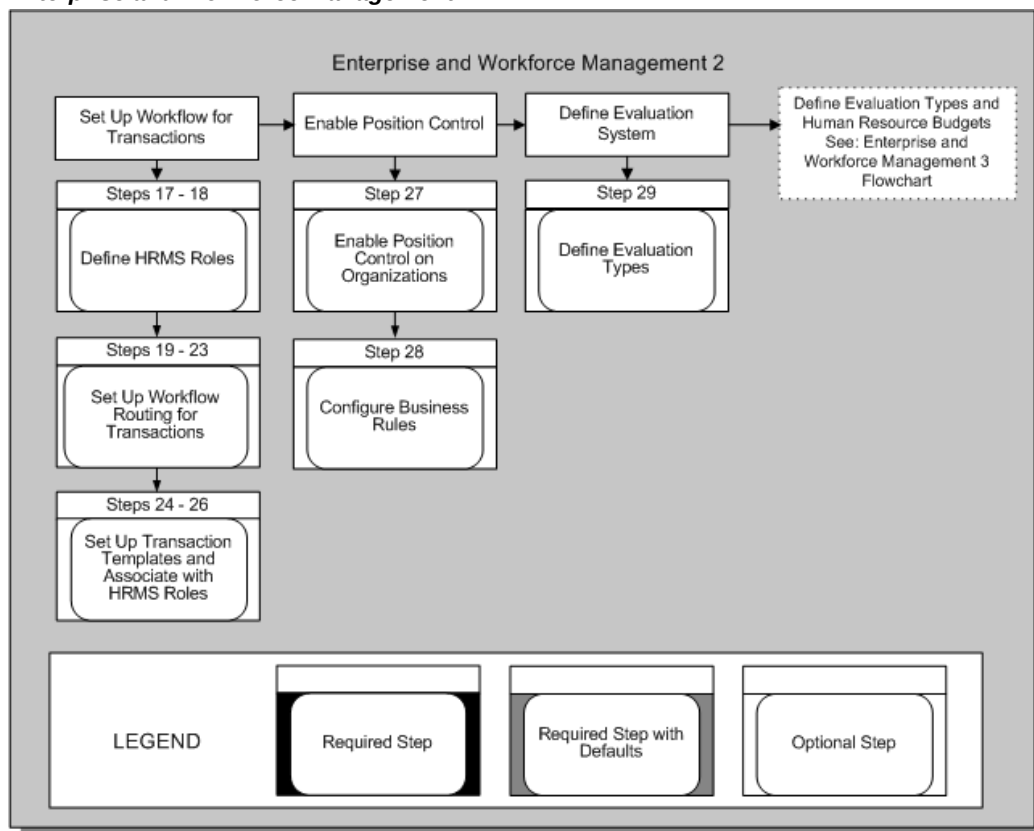 Enterprise and Workforce Management 2
Set Up Workflow for
Transactions
Enable Position Control
Define Evaluation
System
Define Evaluation Types and
Human Resource Budgets
See: Enterprise and
Workforce Management 3
Flowchart
Steps 17 - 18
Define HRMS Roles
Step 27
Enable Position
Control on
Organizations
Step 29
Define Evaluation
Types
Steps 19 - 23
Set Up Workflow
Routing for
Transactions
Step 28
Configure Business
Rules
Steps 24 - 26
Set Up Transaction
Templates and
Associate with
HRMS Roles
LEGEND
Required Step
Required Step with
Defaults
Optional Step